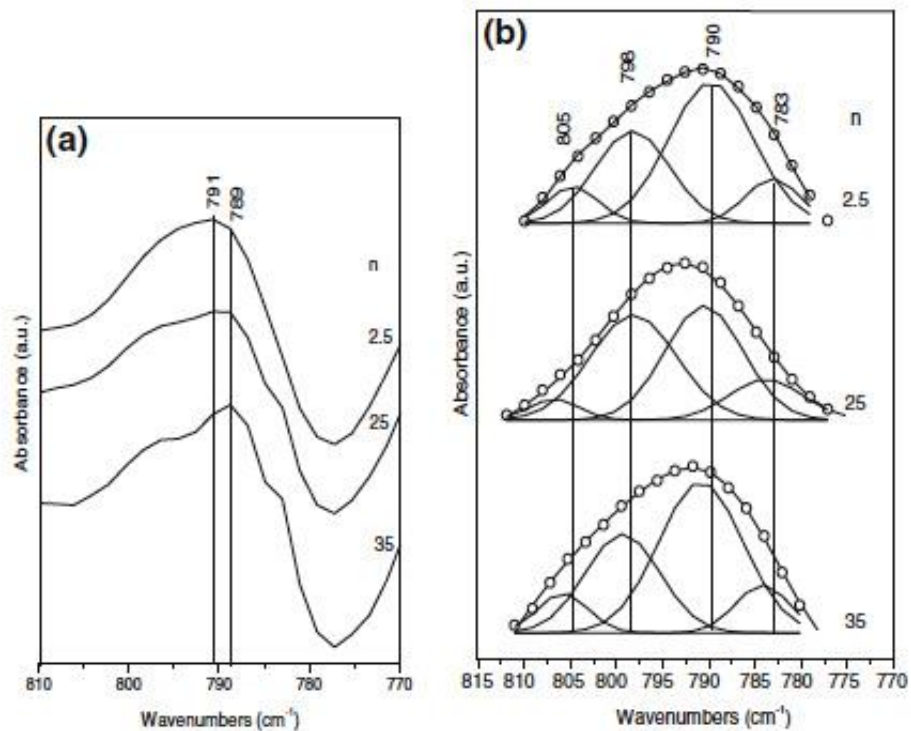 (a)
791
789
n
2.5
25
35
Absorbance (a.u.)
810 800 790 780 770
Wavenumbers (cm-1)
(b)
805
798
790
783
n
2.5
25
35
Absorbance (a.u.)
815 810 805 800 795 790 785 780 775 770
Wavenumbers (cm-1)